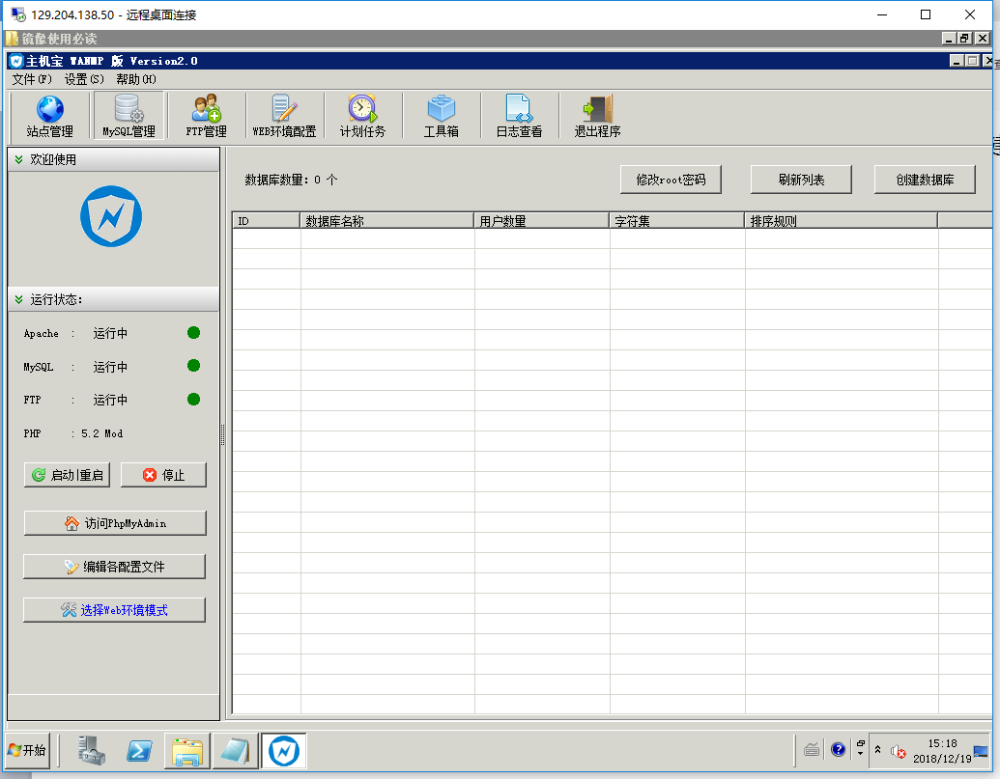 129.204.138.50 - 远程桌面连接
镜像使用必读
主机宝 WANMP 版 Version2.0
文件(F) 设置(S) 帮助(H)
站点管理 MySQL管理 FTP管理 WEB环境配置 计划任务 工具箱 日志查看 退出程序
欢迎使用
数据库数量: 0 个 修改root密码 刷新列表 创建数据库
ID 数据库名称 用户数量 字符集 排序规则
运行状态:
Apache : 运行中
MySQL : 运行中
FTP : 运行中
PHP : 5.2 Mod
启动|重启 停止
访问PhpMyAdmin
编辑各配置文件
选择Web环境模式
开始
15:18
2018/12/19